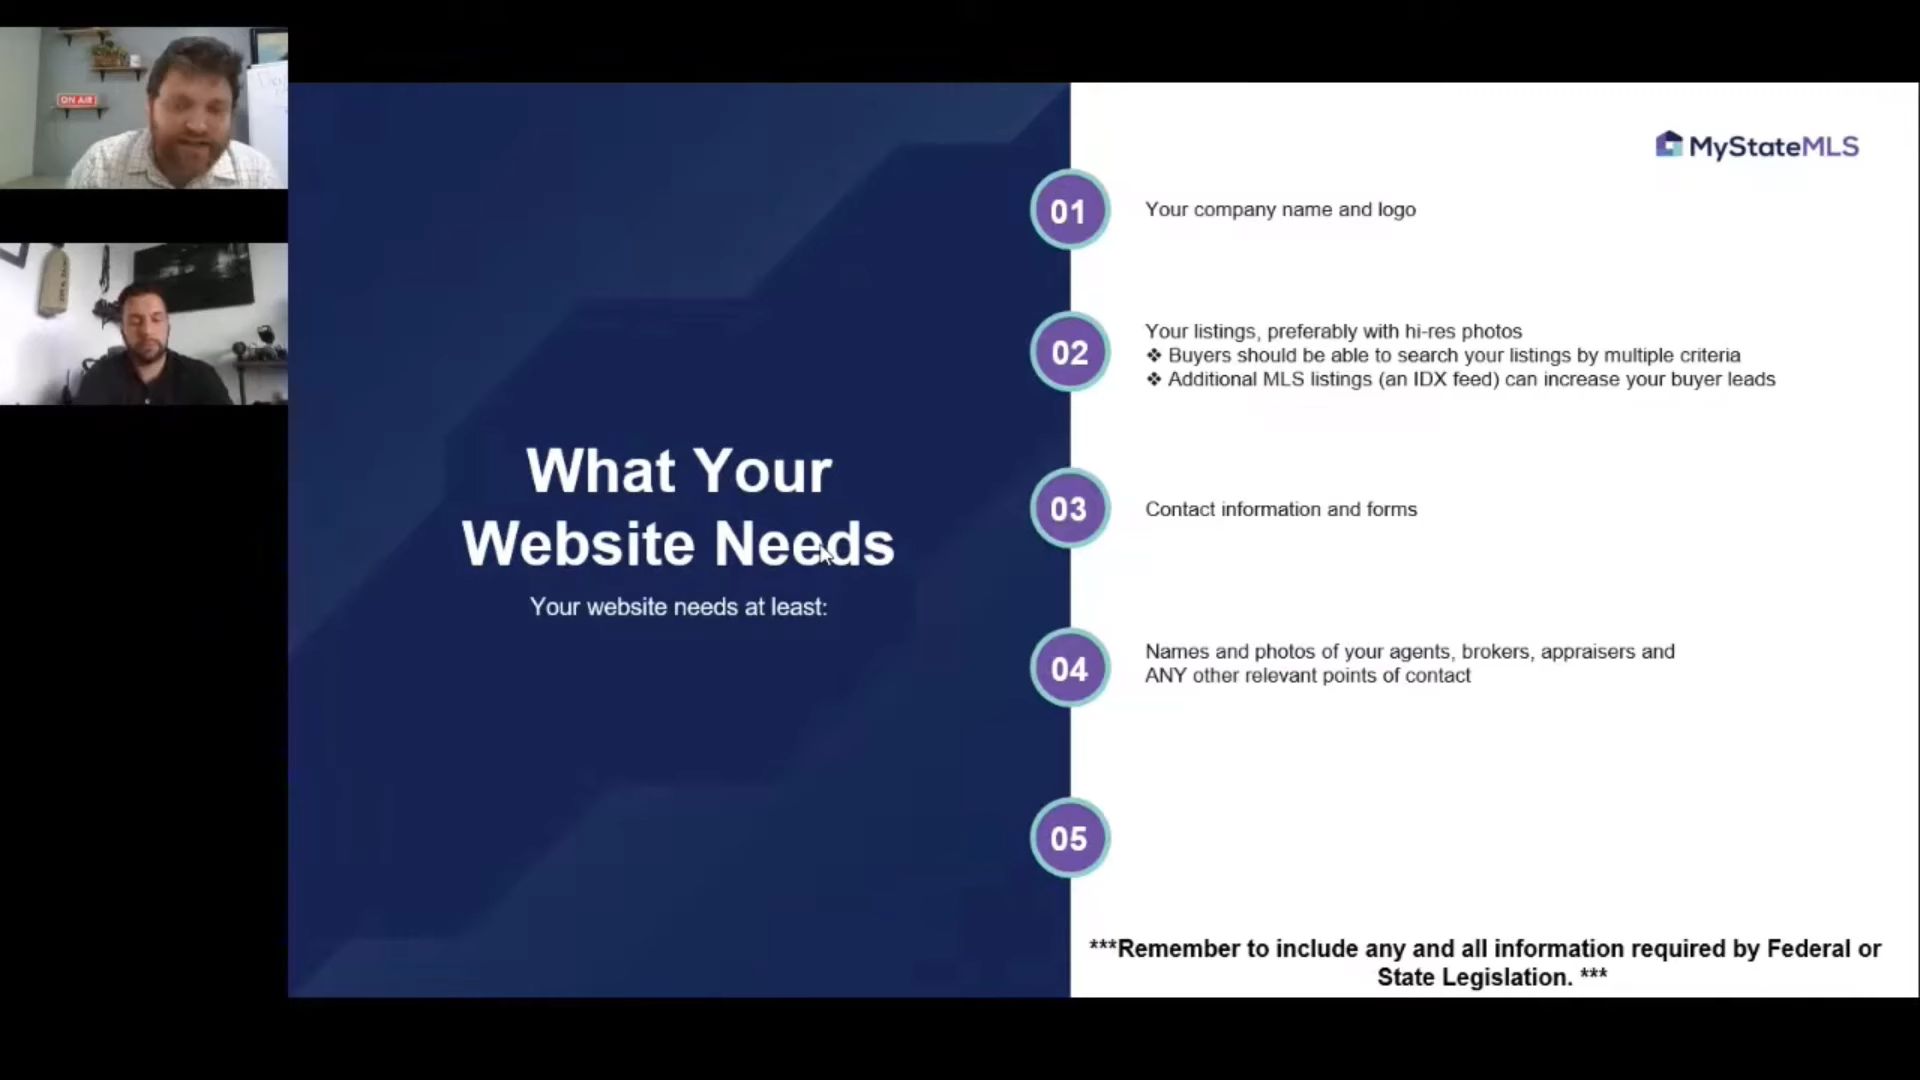 ON AIR
MyStateMLS
What Your
Website Needs
Your website needs at least:
01
Your company name and logo
02
Your listings, preferably with hi-res photos
❖ Buyers should be able to search your listings by multiple criteria
❖ Additional MLS listings (an IDX feed) can increase your buyer leads
03
Contact information and forms
04
Names and photos of your agents, brokers, appraisers and
ANY other relevant points of contact
05
***Remember to include any and all information required by Federal or
State Legislation. ***